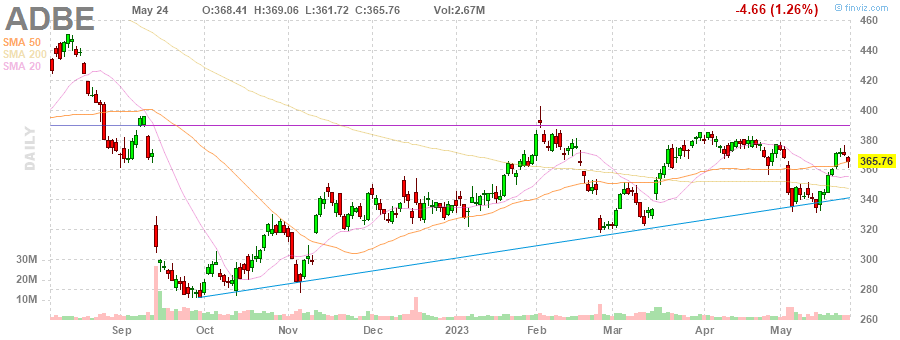 ADBE
May 24 O:368.41 H:369.06 L:361.72 C:365.76 Vol:2.67M -4.66 (1.26%) © finviz.com
SMA 50
SMA 200
SMA 20
DAILY
460
440
420
400
380
365.76
360
340
320
300
280
260
30M
20M
10M
Sep Oct Nov Dec 2023 Feb Mar Apr May